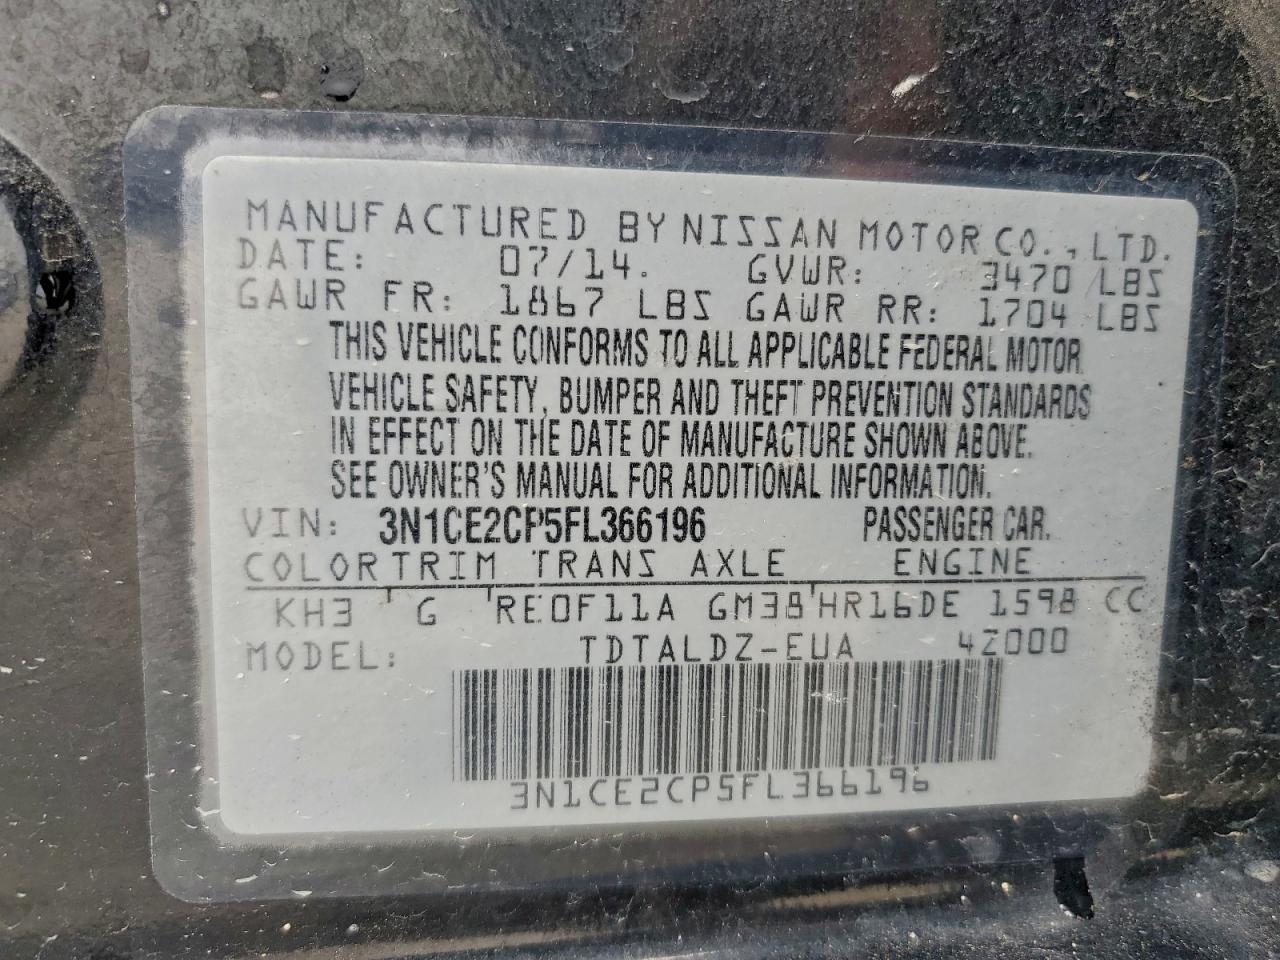 MANUFACTURED BY NISSAN MOTOR CO., LTD.
DATE: 07/14. GVWR: 3470 LBS
GAWR FR: 1867 LBS GAWR RR: 1704 LBS
THIS VEHICLE CONFORMS TO ALL APPLICABLE FEDERAL MOTOR
VEHICLE SAFETY, BUMPER AND THEFT PREVENTION STANDARDS
IN EFFECT ON THE DATE OF MANUFACTURE SHOWN ABOVE.
SEE OWNER'S MANUAL FOR ADDITIONAL INFORMATION.
VIN: 3N1CE2CP5FL366196 PASSENGER CAR.
COLOR TRIM TRANS AXLE ENGINE
KH3 G RE0F11A GM38 HR16DE 1598 CC
MODEL: TDTALDZ-EUA 4Z000
3N1CE2CP5FL366196